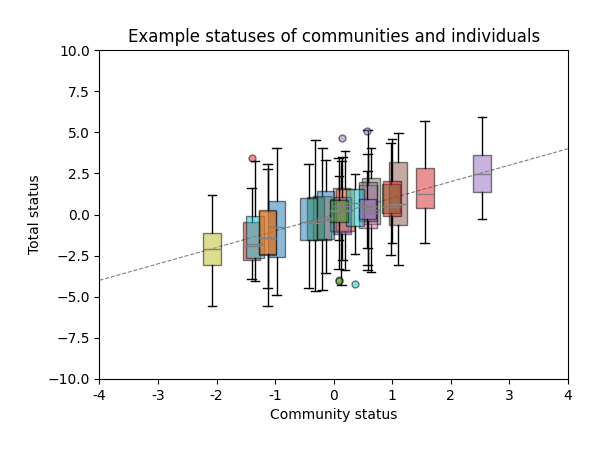 Example statuses of communities and individuals
10.0
7.5
5.0
2.5
0.0
−2.5
−5.0
−7.5
−10.0
Total status
-4 -3 -2 -1 0 1 2 3 4
Community status